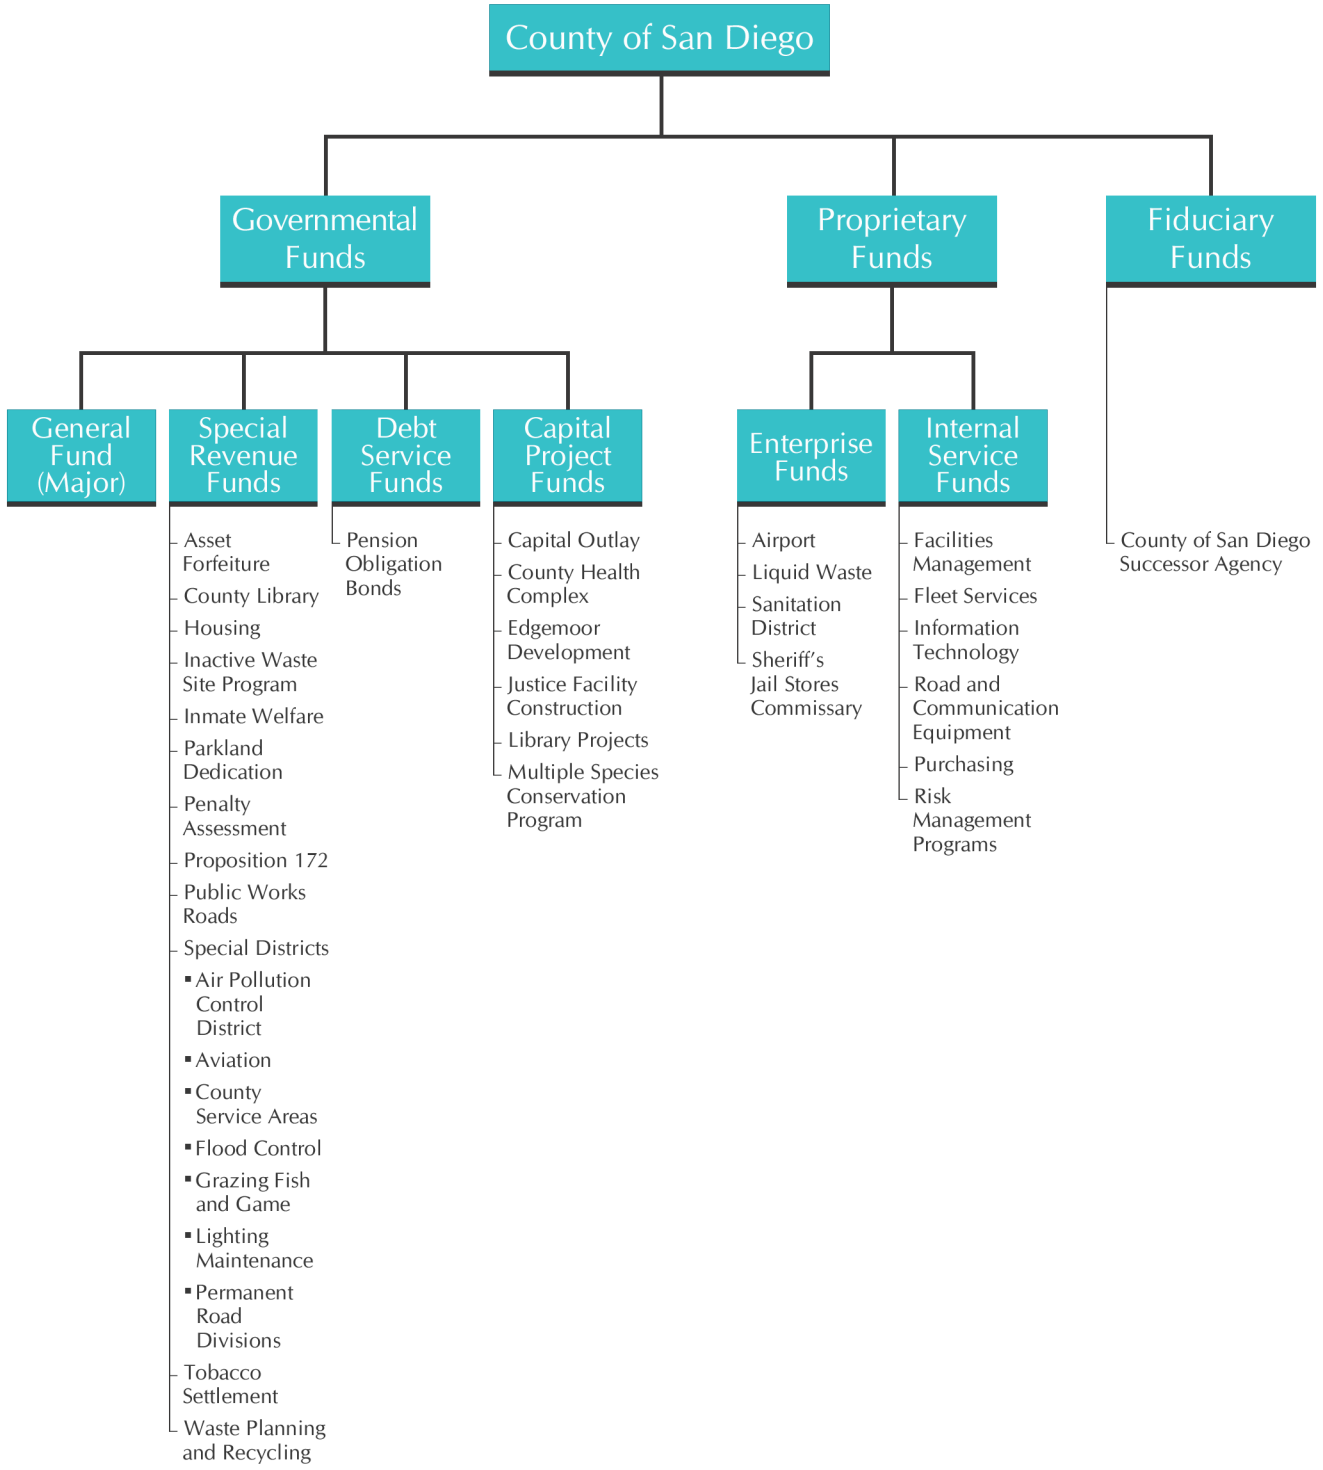 County of San Diego
Governmental
Funds
Proprietary
Funds
Fiduciary
Funds
General
Fund
(Major)
Special
Revenue
Funds
Debt
Service
Funds
Capital
Project
Funds
Enterprise
Funds
Internal
Service
Funds
Asset
Forfeiture
County Library
Housing
Inactive Waste
Site Program
Inmate Welfare
Parkland
Dedication
Penalty
Assessment
Proposition 172
Public Works
Roads
Special Districts
▪ Air Pollution
Control
District
▪ Aviation
▪ County
Service Areas
▪ Flood Control
▪ Grazing Fish
and Game
▪ Lighting
Maintenance
▪ Permanent
Road
Divisions
Tobacco
Settlement
Waste Planning
and Recycling
Pension
Obligation
Bonds
Capital Outlay
County Health
Complex
Edgemoor
Development
Justice Facility
Construction
Library Projects
Multiple Species
Conservation
Program
Airport
Liquid Waste
Sanitation
District
Sheriff’s
Jail Stores
Commissary
Facilities
Management
Fleet Services
Information
Technology
Road and
Communication
Equipment
Purchasing
Risk
Management
Programs
County of San Diego
Successor Agency